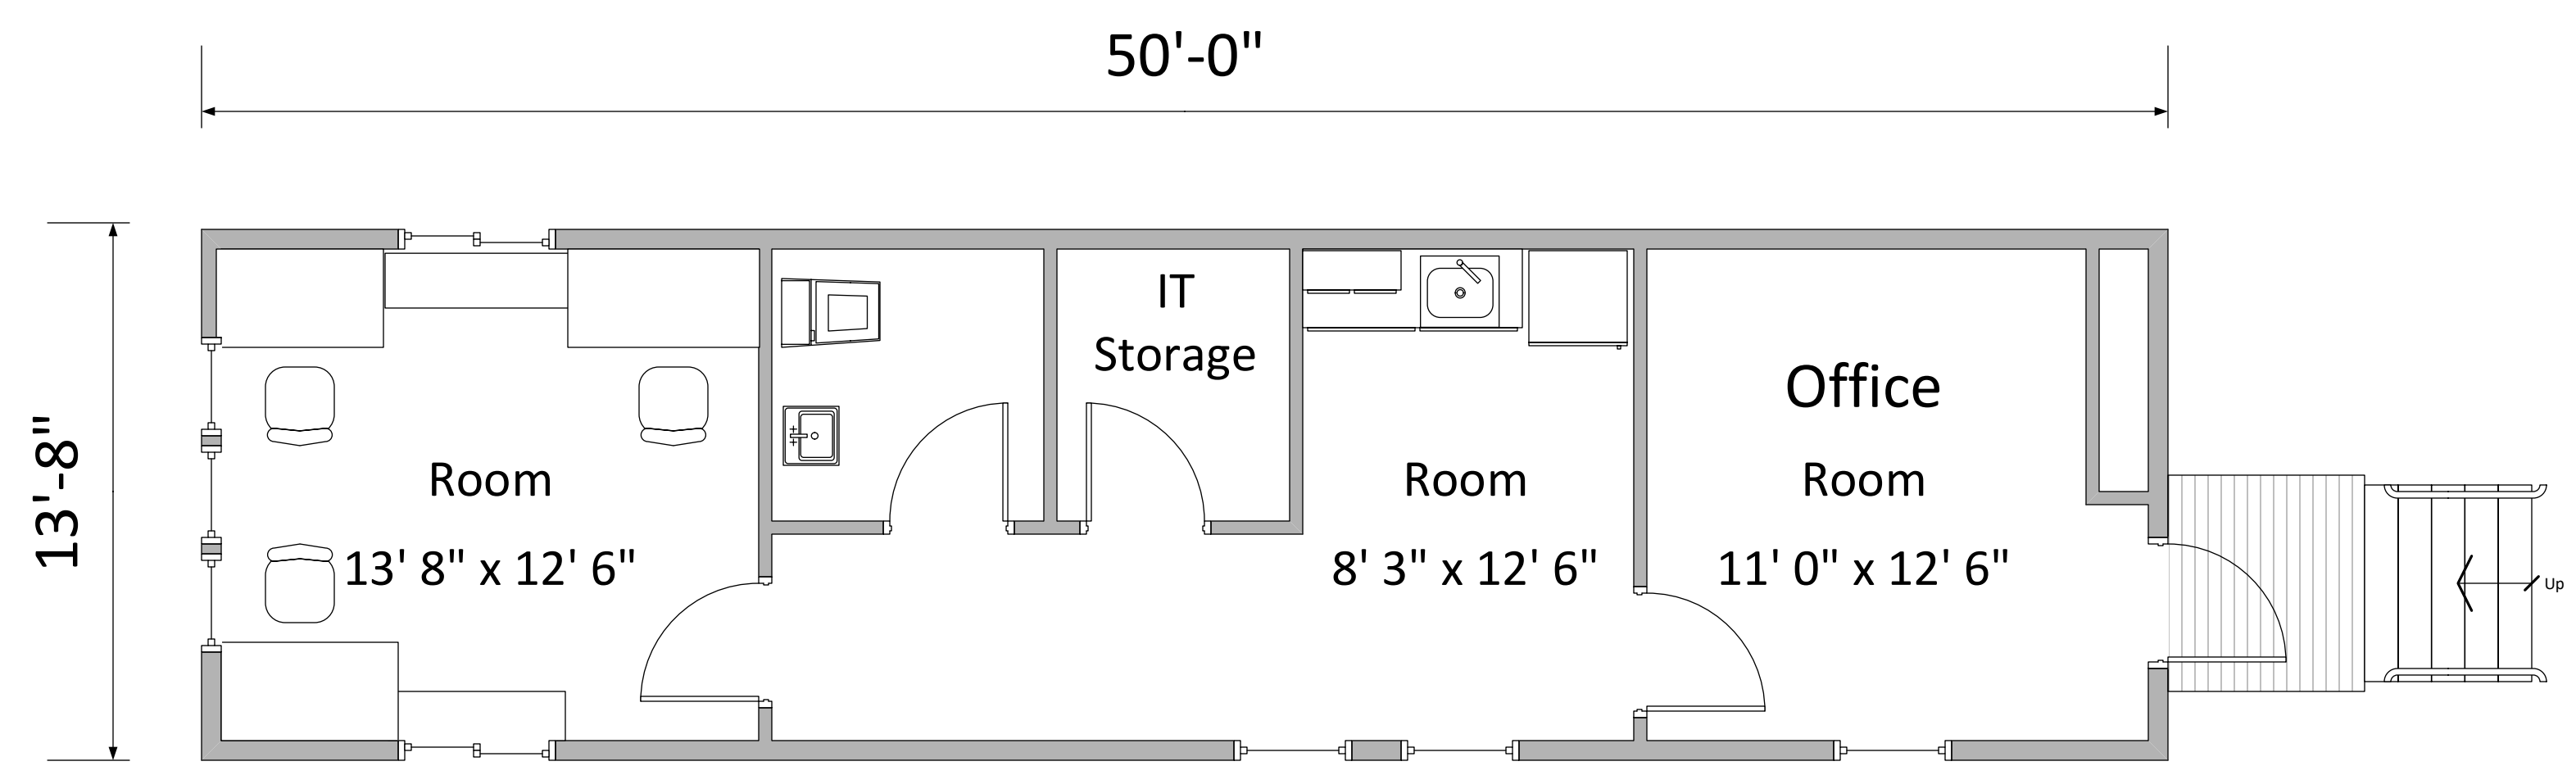 50'-0"
13'-8"
IT
Storage
Office
Room
Room
Room
13' 8" x 12' 6"
8' 3" x 12' 6"
11' 0" x 12' 6"
Up